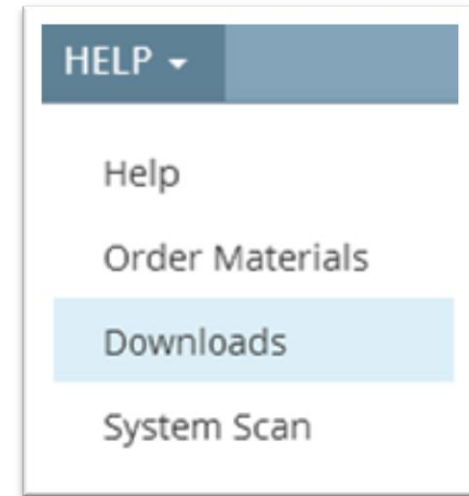 HELP
Help
Order Materials
Downloads
System Scan